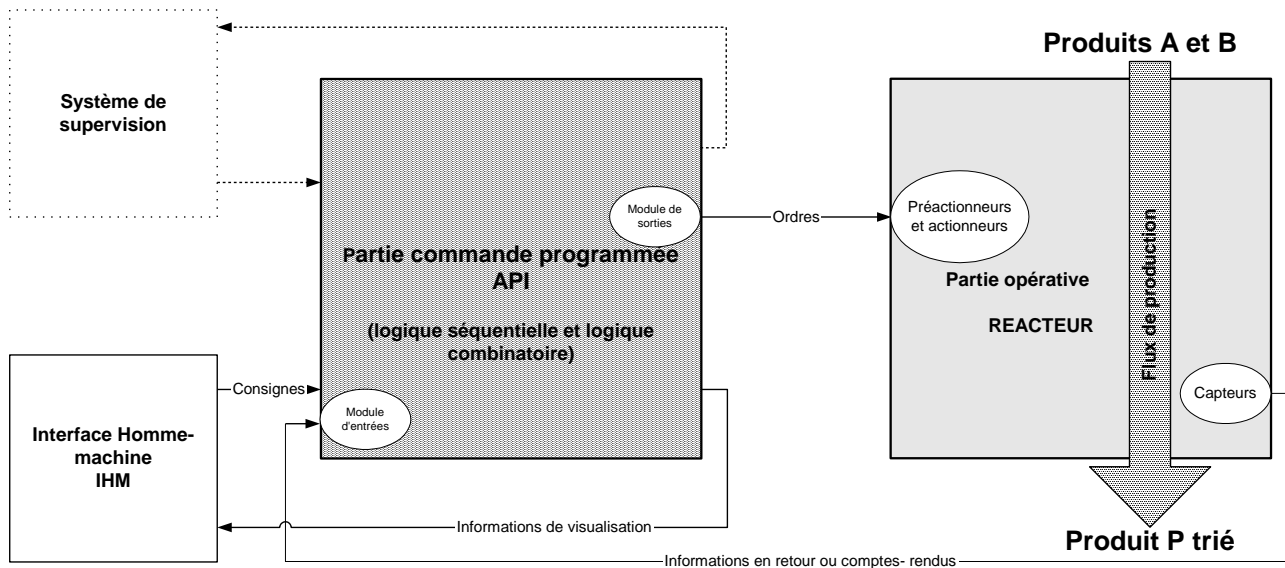 Produits A et B
Système de
supervision
Module de
sorties
Ordres
Préactionneurs
et actionneurs
Partie commande programmée
API
(logique séquentielle et logique
combinatoire)
Partie opérative
REACTEUR
Flux de production
Consignes
Module
d'entrées
Capteurs
Interface Homme-
machine
IHM
Informations de visualisation
Produit P trié
Informations en retour ou comptes- rendus